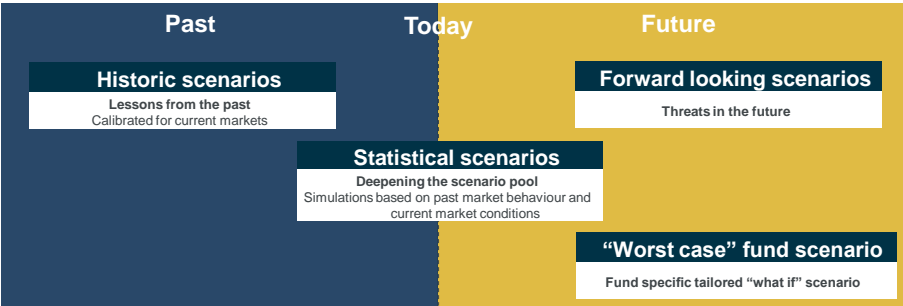 Past
Today
Future
Historic scenarios
Lessons from the past
Calibrated for current markets
Forward looking scenarios
Threats in the future
Statistical scenarios
Deepening the scenario pool
Simulations based on past market behaviour and
current market conditions
“Worst case” fund scenario
Fund specific tailored “what if” scenario